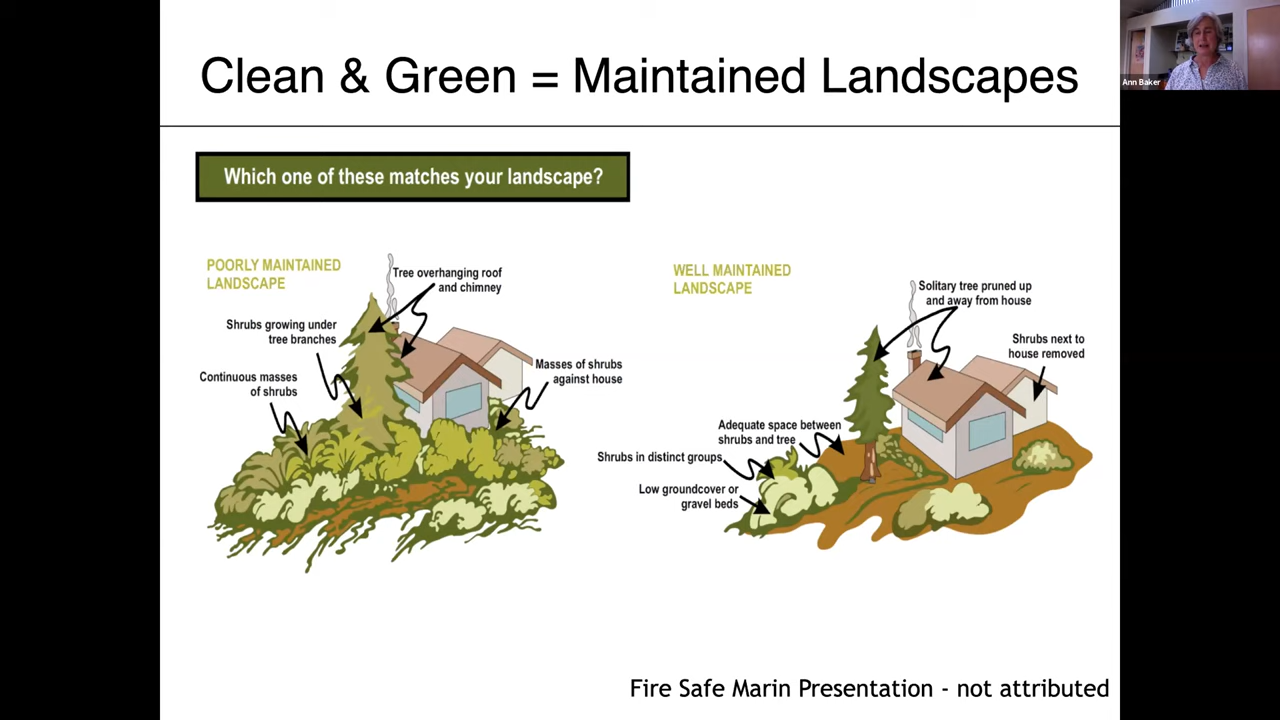 Clean & Green = Maintained Landscapes
Ann Baker
Which one of these matches your landscape?
POORLY MAINTAINED
LANDSCAPE
Tree overhanging roof
and chimney
Shrubs growing under
tree branches
Continuous masses
of shrubs
Masses of shrubs
against house
WELL MAINTAINED
LANDSCAPE
Solitary tree pruned up
and away from house
Shrubs next to
house removed
Adequate space between
shrubs and tree
Shrubs in distinct groups
Low groundcover or
gravel beds
Fire Safe Marin Presentation - not attributed